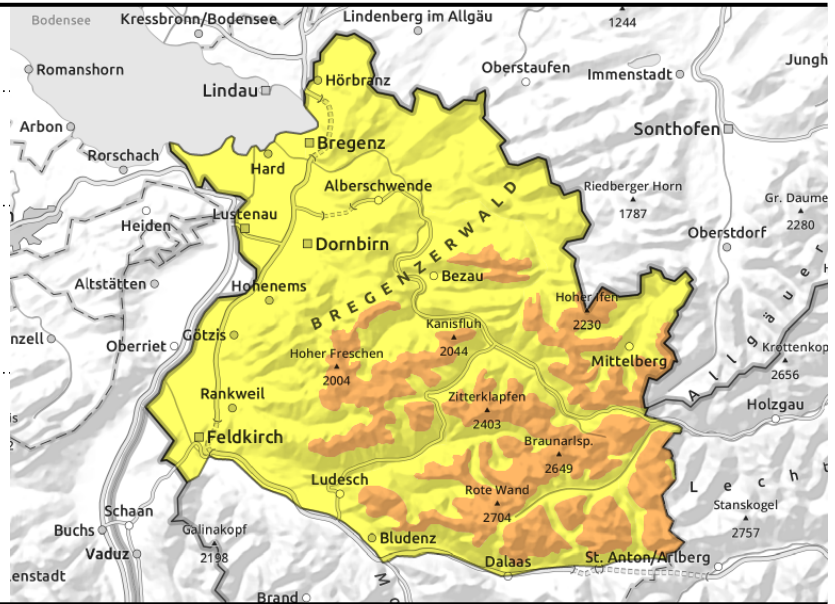 Bodensee
Kressbronn/Bodensee
Lindenberg im Allgäu
1244
Romanshorn
Lindau
Hörbranz
Oberstaufen
Immenstadt
Jungh
Arbon
Sonthofen
Rorschach
Bregenz
Hard
Alberschwende
Riedberger Horn
1787
Gr. Daume
2280
Heiden
Lustenau
Dornbirn
Oberstdorf
BREGENZERWALD
Bezau
Altstätten
Hohenems
Hoher Ifen
2230
Allgäuer
nzell
Oberriet
Götzis
Kanisfluh
2044
Hoher Freschen
2004
Mittelberg
Krottenkop
2656
Rankweil
Zitterklapfen
2403
Holzgau
is
Feldkirch
Braunarlsp.
2649
Ludesch
Rote Wand
2704
Lecht
Stanskogel
2757
Schaan
Buchs
Galinakopf
2198
Bludenz
Vaduz
Dalaas
St. Anton/Arlberg
enstadt
Brand
Mo